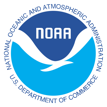 NATIONAL OCEANIC AND ATMOSPHERIC ADMINISTRATION
NOAA
U.S. DEPARTMENT OF COMMERCE